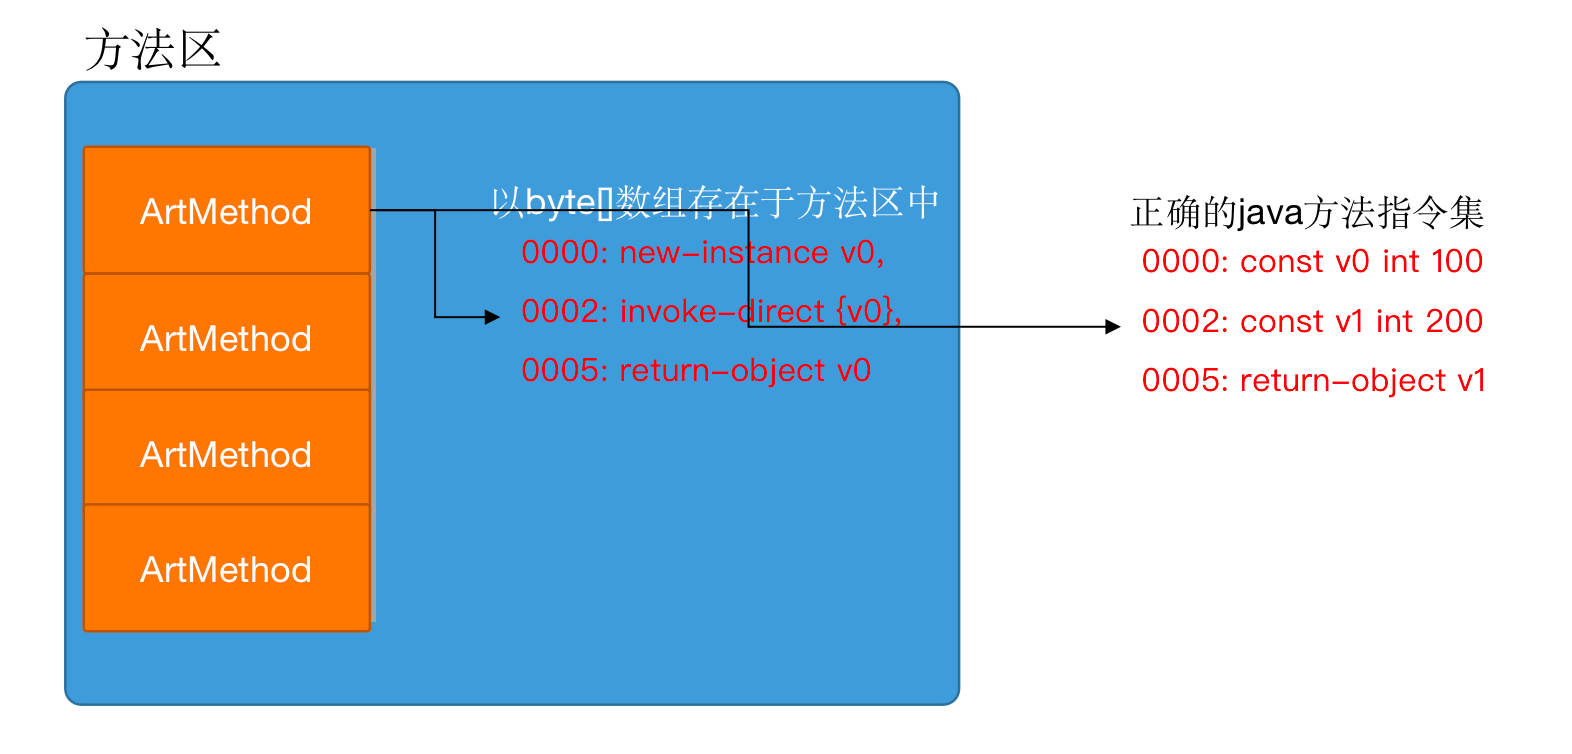 方法区
ArtMethod
ArtMethod
ArtMethod
ArtMethod
以byte[]数组存在于方法区中
0000: new-instance v0,
0002: invoke-direct {v0},
0005: return-object v0
正确的java方法指令集
0000: const v0 int 100
0002: const v1 int 200
0005: return-object v1